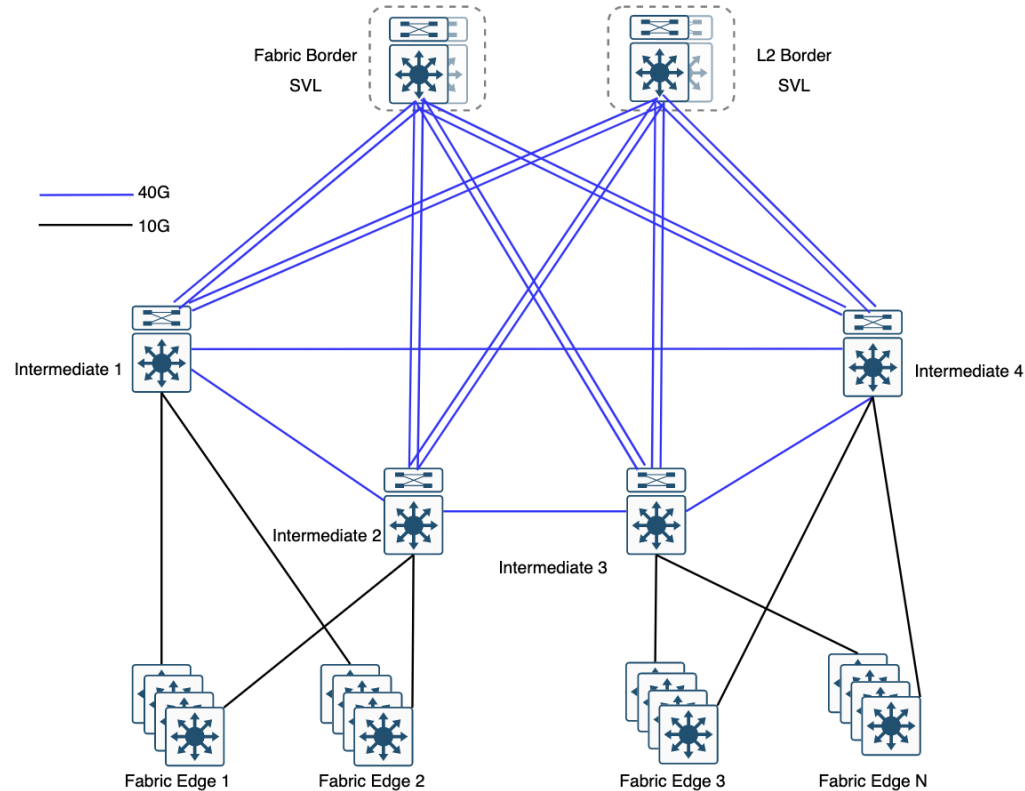 Fabric Border
SVL
L2 Border
SVL
40G
10G
Intermediate 1
Intermediate 4
Intermediate 2
Intermediate 3
Fabric Edge 1
Fabric Edge 2
Fabric Edge 3
Fabric Edge N